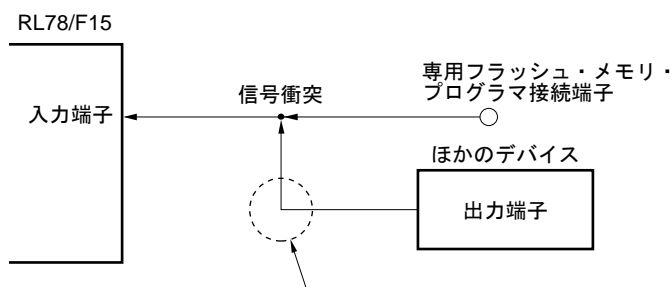 RL78/F15
入力端子
信号衝突
専用フラッシュ・メモリ・
プログラマ接続端子
ほかのデバイス
出力端子